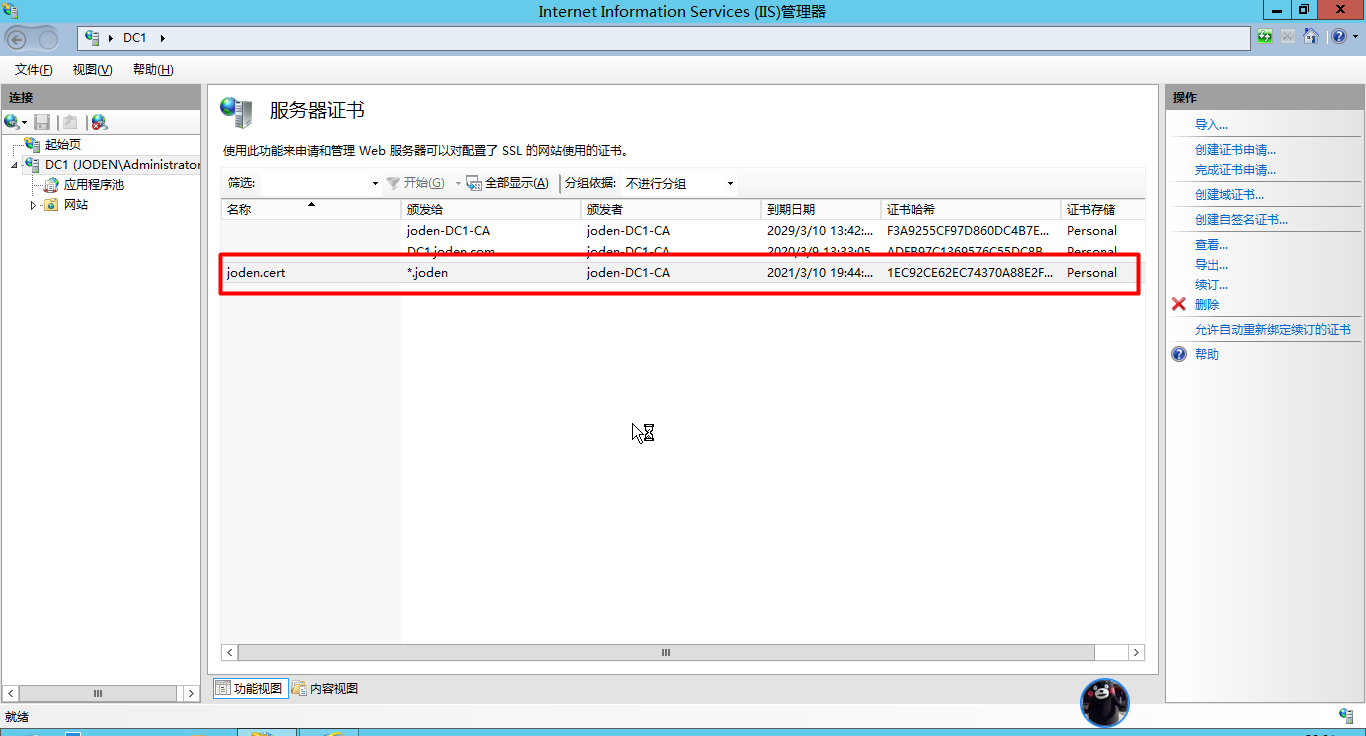 Internet Information Services (IIS)管理器
DC1
文件(F) 视图(V) 帮助(H)
连接
起始页
DC1 (JODEN\Administrator
应用程序池
网站
服务器证书
使用此功能来申请和管理 Web 服务器可以对配置了 SSL 的网站使用的证书。
筛选: 开始(G) 全部显示(A) 分组依据: 不进行分组
名称 颁发给 颁发者 到期日期 证书哈希 证书存储
joden-DC1-CA joden-DC1-CA 2029/3/10 13:42:... F3A9255CF97D860DC4B7E... Personal
DC1.joden.com joden-DC1-CA 2020/3/9 13:33:05 ADFB97C1369576C55DC8B... Personal
joden.cert *.joden joden-DC1-CA 2021/3/10 19:44:... 1EC92CE62EC74370A88E2F... Personal
功能视图 内容视图
操作
导入...
创建证书申请...
完成证书申请...
创建域证书...
创建自签名证书...
查看...
导出...
续订...
删除
允许自动重新绑定续订的证书
帮助
就绪